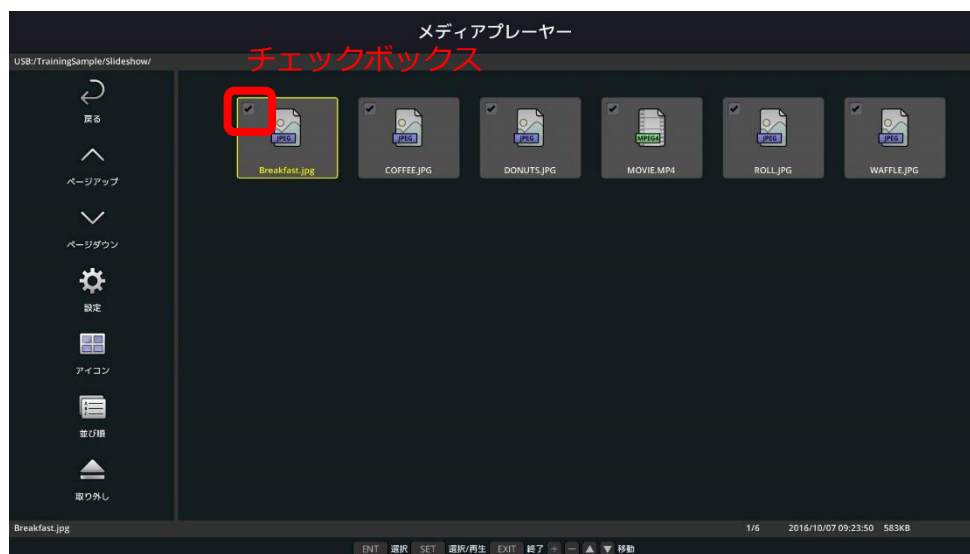 メディアプレーヤー
USB:/TrainingSample/Slideshow/
チェックボックス
戻る
ページアップ
ページダウン
設定
アイコン
並び順
取り外し
JPEG
Breakfast.jpg
JPEG
COFFEE.JPG
JPEG
DONUTS.JPG
MPEG4
MOVIE.MP4
JPEG
ROLL.JPG
JPEG
WAFFLE.JPG
Breakfast.jpg 1/6 2016/10/07 09:23:50 583KB
ENT 選択 SET 選択/再生 EXIT 終了 + − ▲ ▼ 移動